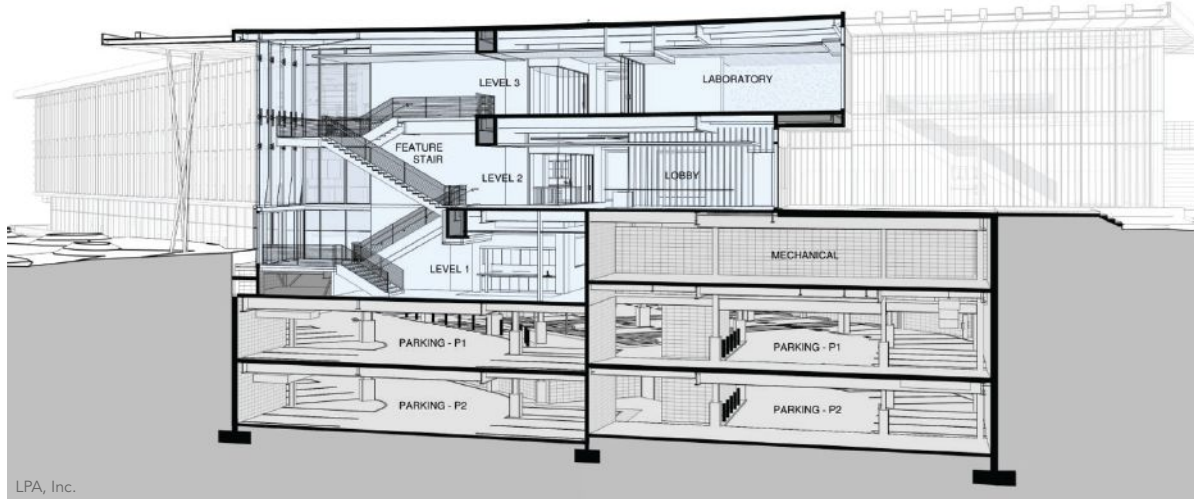 LEVEL 3
LABORATORY
FEATURE
STAIR
LEVEL 2
LOBBY
LEVEL 1
MECHANICAL
PARKING - P1
PARKING - P1
PARKING - P2
PARKING - P2
LPA, Inc.